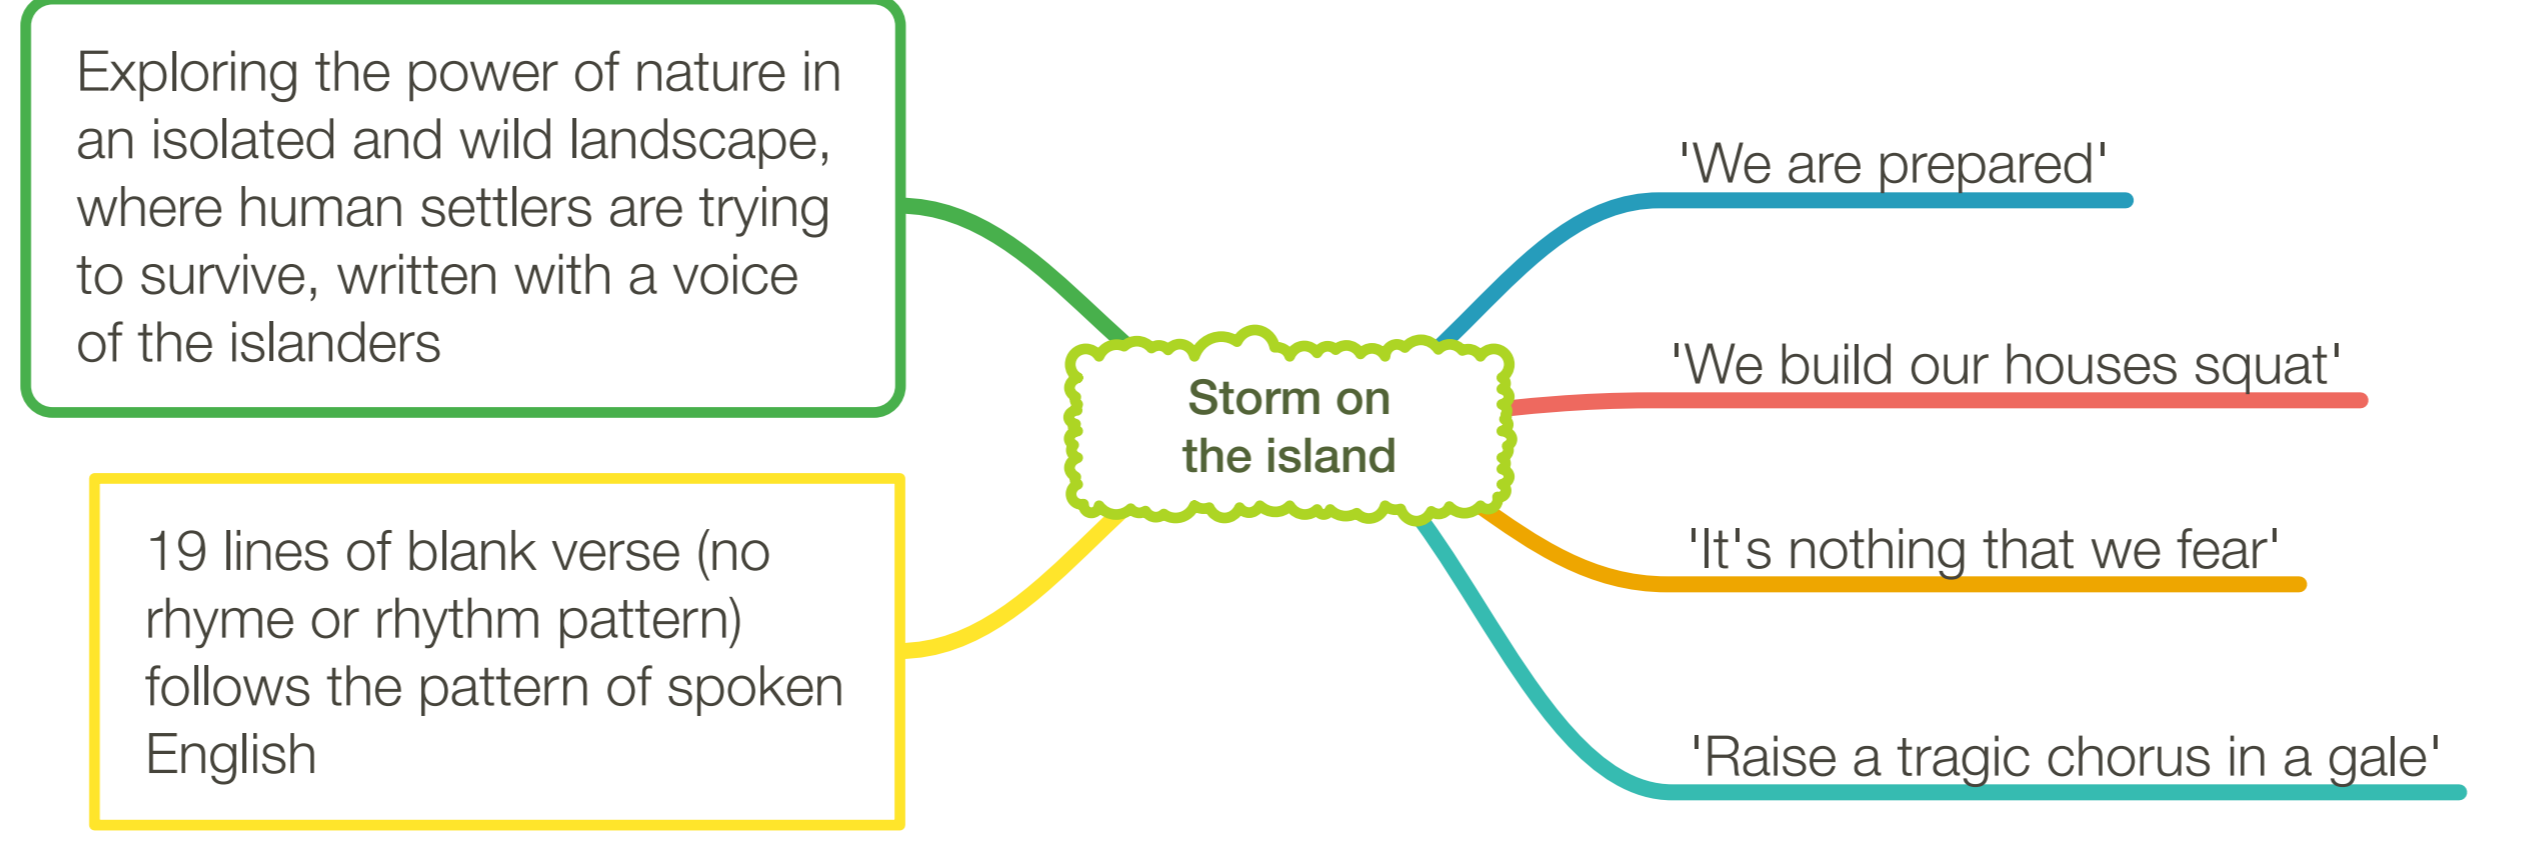 Exploring the power of nature in
an isolated and wild landscape,
where human settlers are trying
to survive, written with a voice
of the islanders
19 lines of blank verse (no
rhyme or rhythm pattern)
follows the pattern of spoken
English
Storm on
the island
'We are prepared'
'We build our houses squat'
'It's nothing that we fear'
'Raise a tragic chorus in a gale'